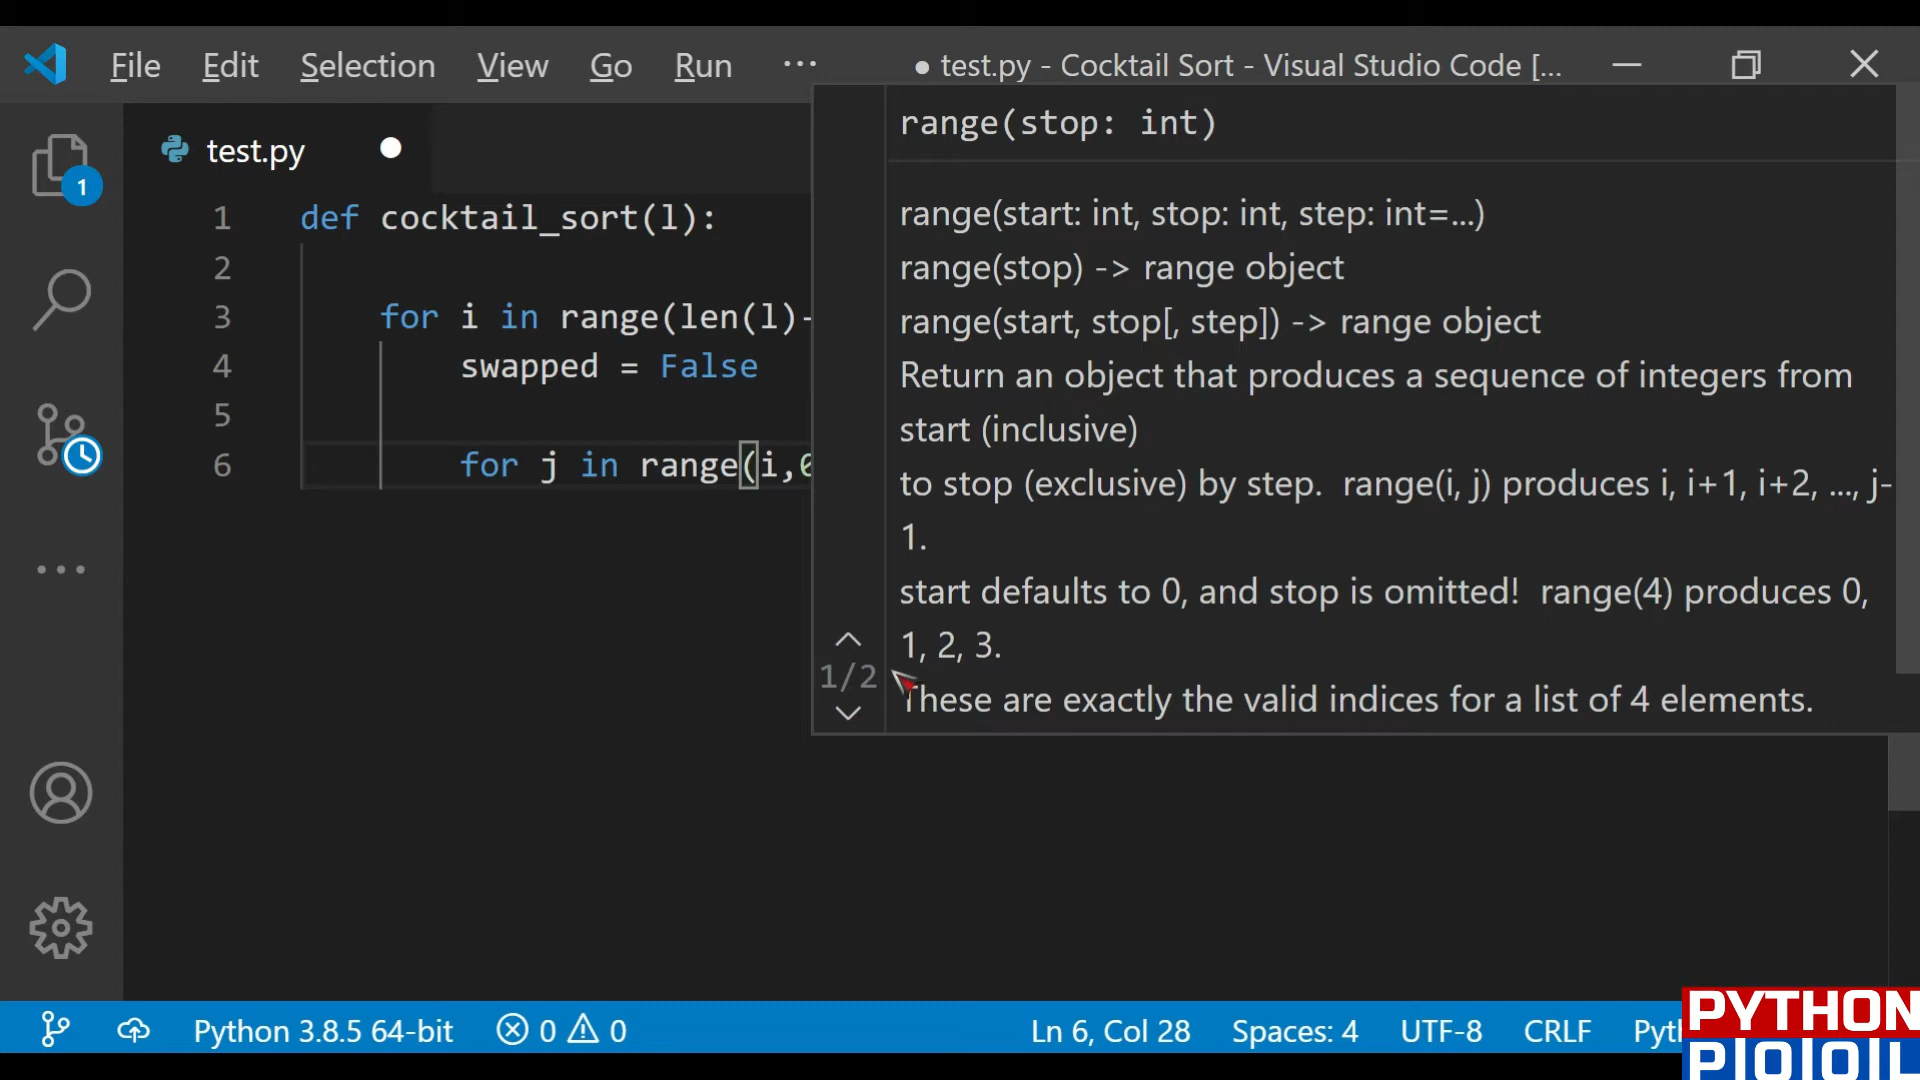 File Edit Selection View Go Run ··· ● test.py - Cocktail Sort - Visual Studio Code [...
test.py
1
1 def cocktail_sort(l):
2
3 for i in range(len(l)-
4 swapped = False
5
6 for j in range(i,0
range(stop: int)
range(start: int, stop: int, step: int=...)
range(stop) -> range object
range(start, stop[, step]) -> range object
Return an object that produces a sequence of integers from
start (inclusive)
to stop (exclusive) by step.  range(i, j) produces i, i+1, i+2, ..., j-
1.
start defaults to 0, and stop is omitted!  range(4) produces 0,
1, 2, 3.
1/2
These are exactly the valid indices for a list of 4 elements.
Python 3.8.5 64-bit 0 0 Ln 6, Col 28 Spaces: 4 UTF-8 CRLF Pyt
PYTHON
P|O|O|L